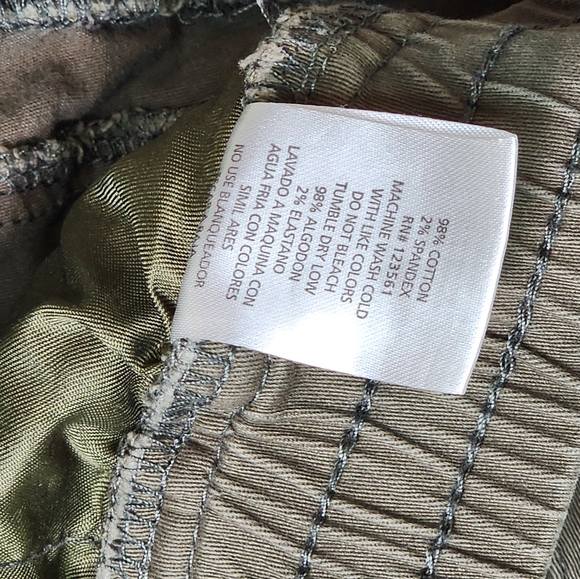 98% COTTON
2% SPANDEX
RN# 123561
MACHINE WASH COLD
WITH LIKE COLORS
DO NOT BLEACH
TUMBLE DRY LOW
98% ALGODON
2% ELASTANO
LAVADO A MAQUINA
AGUA FRIA CON CON
SIMILARES COLORES
NO USE BLANQUEADOR